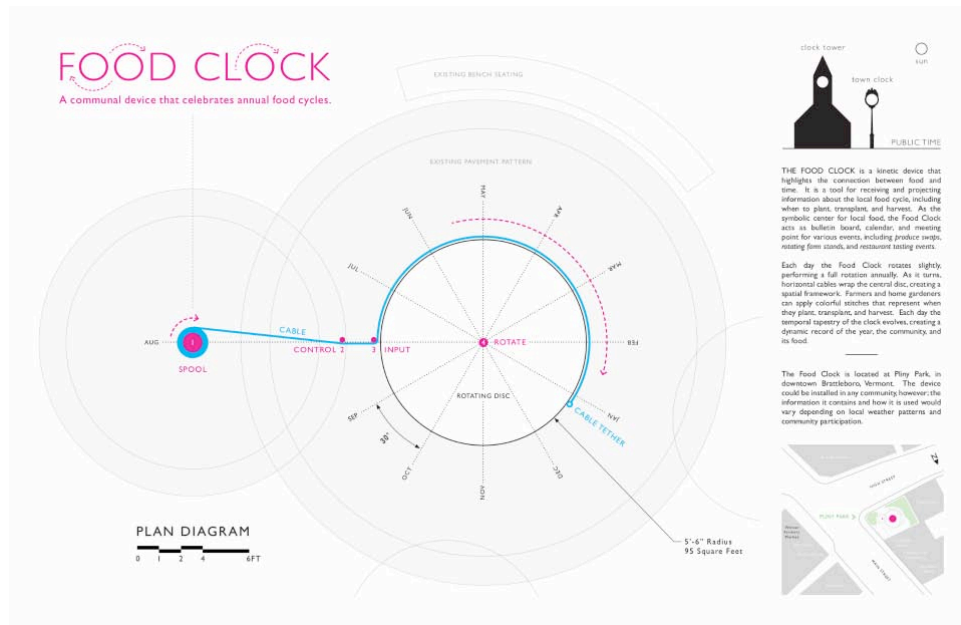 FOOD CLOCK
A communal device that celebrates annual food cycles.
EXISTING BENCH SEATING
EXISTING PAVEMENT PATTERN
MAY
APR
MAR
FEB
JAN
DEC
NOV
OCT
SEP
AUG
JUL
JUN
1
SPOOL
CABLE
CONTROL 2
3 INPUT
4 ROTATE
ROTATING DISC
CABLE TETHER
30°
5'-6" Radius
95 Square Feet
PLAN DIAGRAM
0 1 2 4 6FT
clock tower
sun
town clock
PUBLIC TIME
THE FOOD CLOCK is a kinetic device that
highlights the connection between food and
time. It is a tool for receiving and projecting
information about the local food cycle, including
when to plant, transplant, and harvest. As the
symbolic center for local food, the Food Clock
acts as bulletin board, calendar, and meeting
point for various events, including produce swaps,
rotating farm stands, and restaurant tasting events.
Each day the Food Clock rotates slightly,
performing a full rotation annually. As it turns,
horizontal cables wrap the central disc, creating a
spatial framework. Farmers and home gardeners
can apply colorful stitches that represent when
they plant, transplant, and harvest. Each day the
temporal tapestry of the clock evolves, creating a
dynamic record of the year, the community, and
its food.
The Food Clock is located at Pliny Park, in
downtown Brattleboro, Vermont. The device
could be installed in any community, however; the
information it contains and how it is used would
vary depending on local weather patterns and
community participation.
N
HIGH STREET
PLINY PARK
MAIN STREET